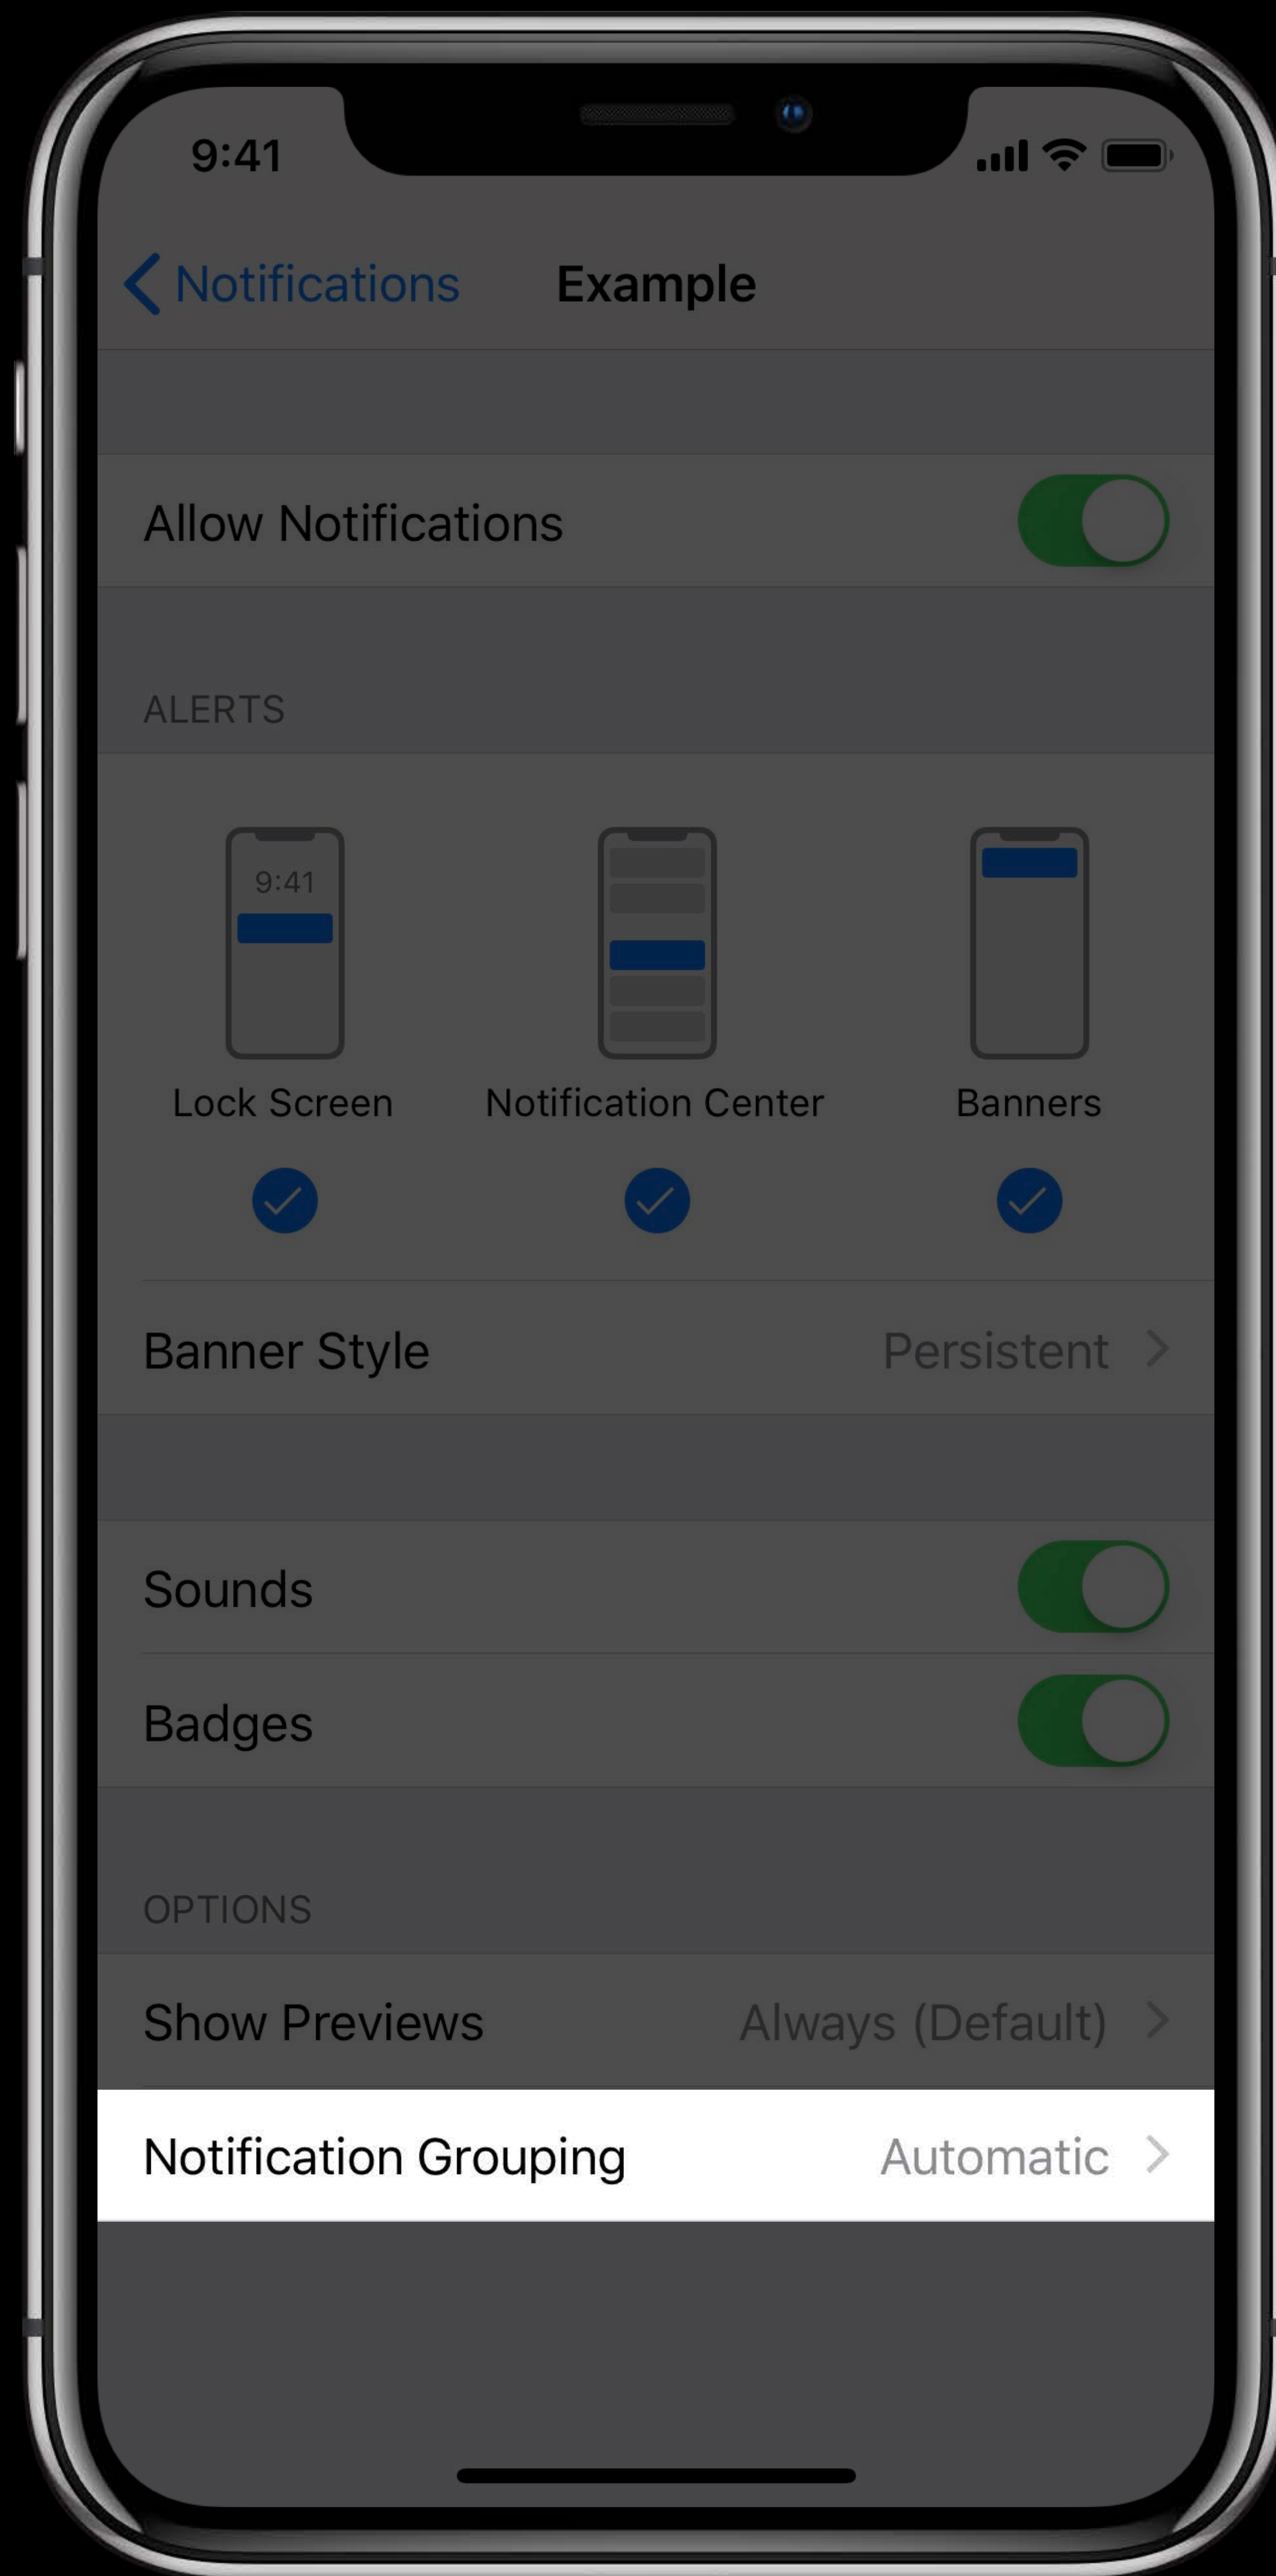 9:41
Notifications Example
Allow Notifications
ALERTS
9:41
Lock Screen Notification Center Banners
Banner Style Persistent
Sounds
Badges
OPTIONS
Show Previews Always (Default)
Notification Grouping Automatic